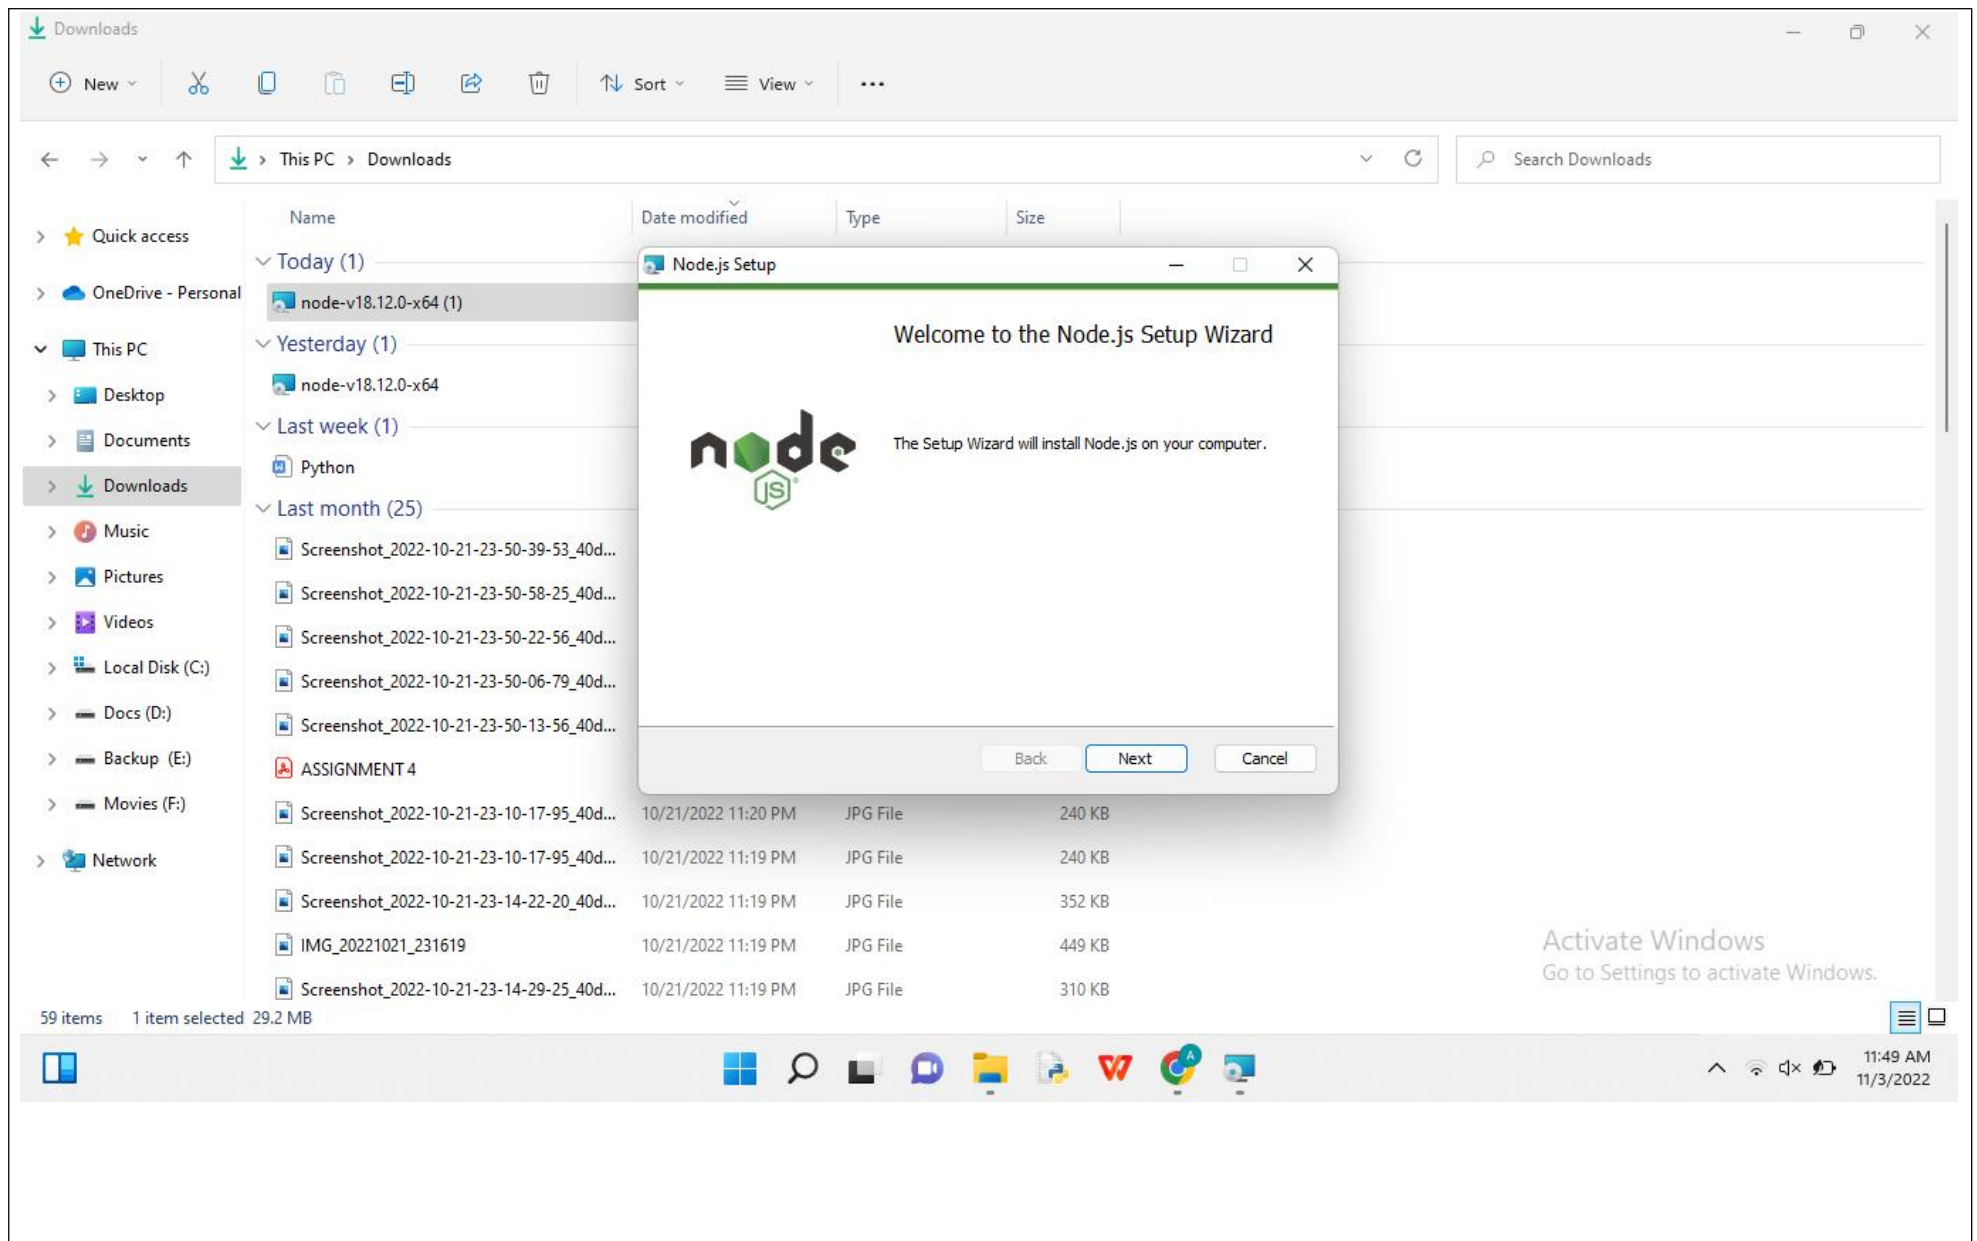 Downloads
New
Sort
View
This PC > Downloads
Search Downloads
Name
Date modified
Type
Size
Quick access
OneDrive - Personal
This PC
Desktop
Documents
Downloads
Music
Pictures
Videos
Local Disk (C:)
Docs (D:)
Backup (E:)
Movies (F:)
Network
Today (1)
node-v18.12.0-x64 (1)
Yesterday (1)
node-v18.12.0-x64
Last week (1)
Python
Last month (25)
Screenshot_2022-10-21-23-50-39-53_40d...
Screenshot_2022-10-21-23-50-58-25_40d...
Screenshot_2022-10-21-23-50-22-56_40d...
Screenshot_2022-10-21-23-50-06-79_40d...
Screenshot_2022-10-21-23-50-13-56_40d...
ASSIGNMENT 4
Screenshot_2022-10-21-23-10-17-95_40d... 10/21/2022 11:20 PM JPG File 240 KB
Screenshot_2022-10-21-23-10-17-95_40d... 10/21/2022 11:19 PM JPG File 240 KB
Screenshot_2022-10-21-23-14-22-20_40d... 10/21/2022 11:19 PM JPG File 352 KB
IMG_20221021_231619 10/21/2022 11:19 PM JPG File 449 KB
Screenshot_2022-10-21-23-14-29-25_40d... 10/21/2022 11:19 PM JPG File 310 KB
Node.js Setup
Welcome to the Node.js Setup Wizard
node
JS
The Setup Wizard will install Node.js on your computer.
Back
Next
Cancel
Activate Windows
Go to Settings to activate Windows.
59 items 1 item selected 29.2 MB
A
11:49 AM
11/3/2022